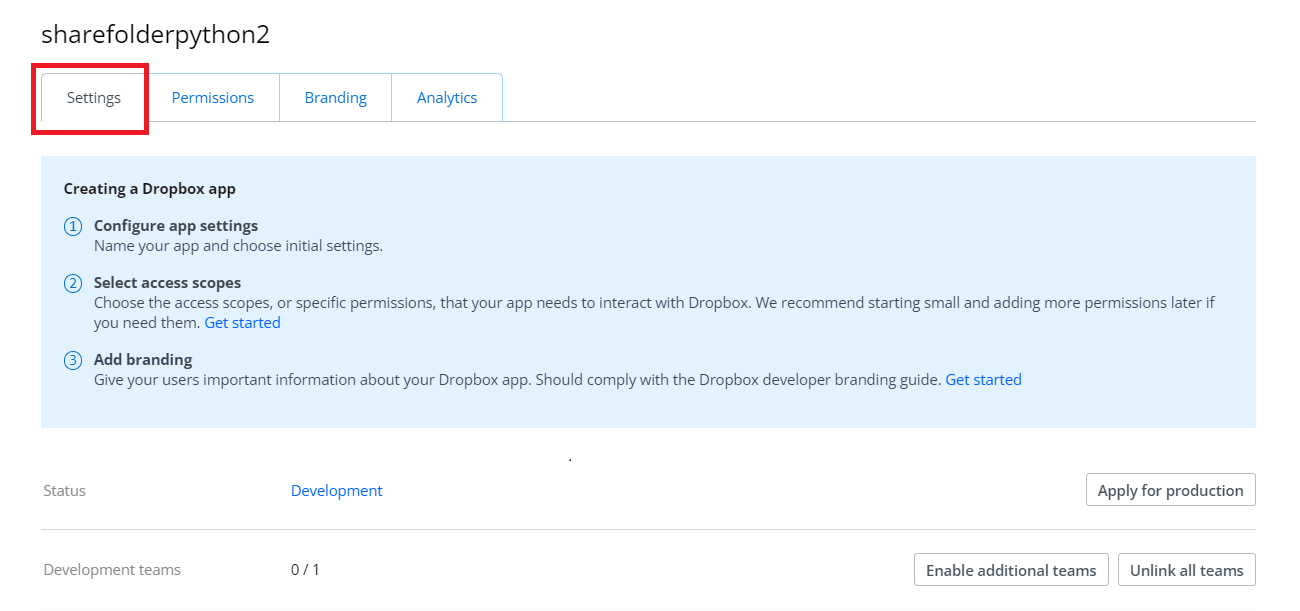 sharefolderpython2
Settings Permissions Branding Analytics
Creating a Dropbox app
1 Configure app settings
Name your app and choose initial settings.
2 Select access scopes
Choose the access scopes, or specific permissions, that your app needs to interact with Dropbox. We recommend starting small and adding more permissions later if
you need them. Get started
3 Add branding
Give your users important information about your Dropbox app. Should comply with the Dropbox developer branding guide. Get started
.
Status Development Apply for production
Development teams 0 / 1 Enable additional teams Unlink all teams